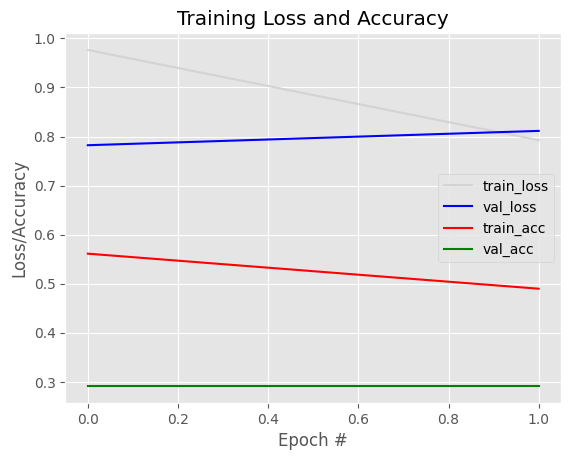 Training Loss and Accuracy
1.0
0.9
0.8
0.7
0.6
0.5
0.4
0.3
Loss/Accuracy
train_loss
val_loss
train_acc
val_acc
0.0 0.2 0.4 0.6 0.8 1.0
Epoch #